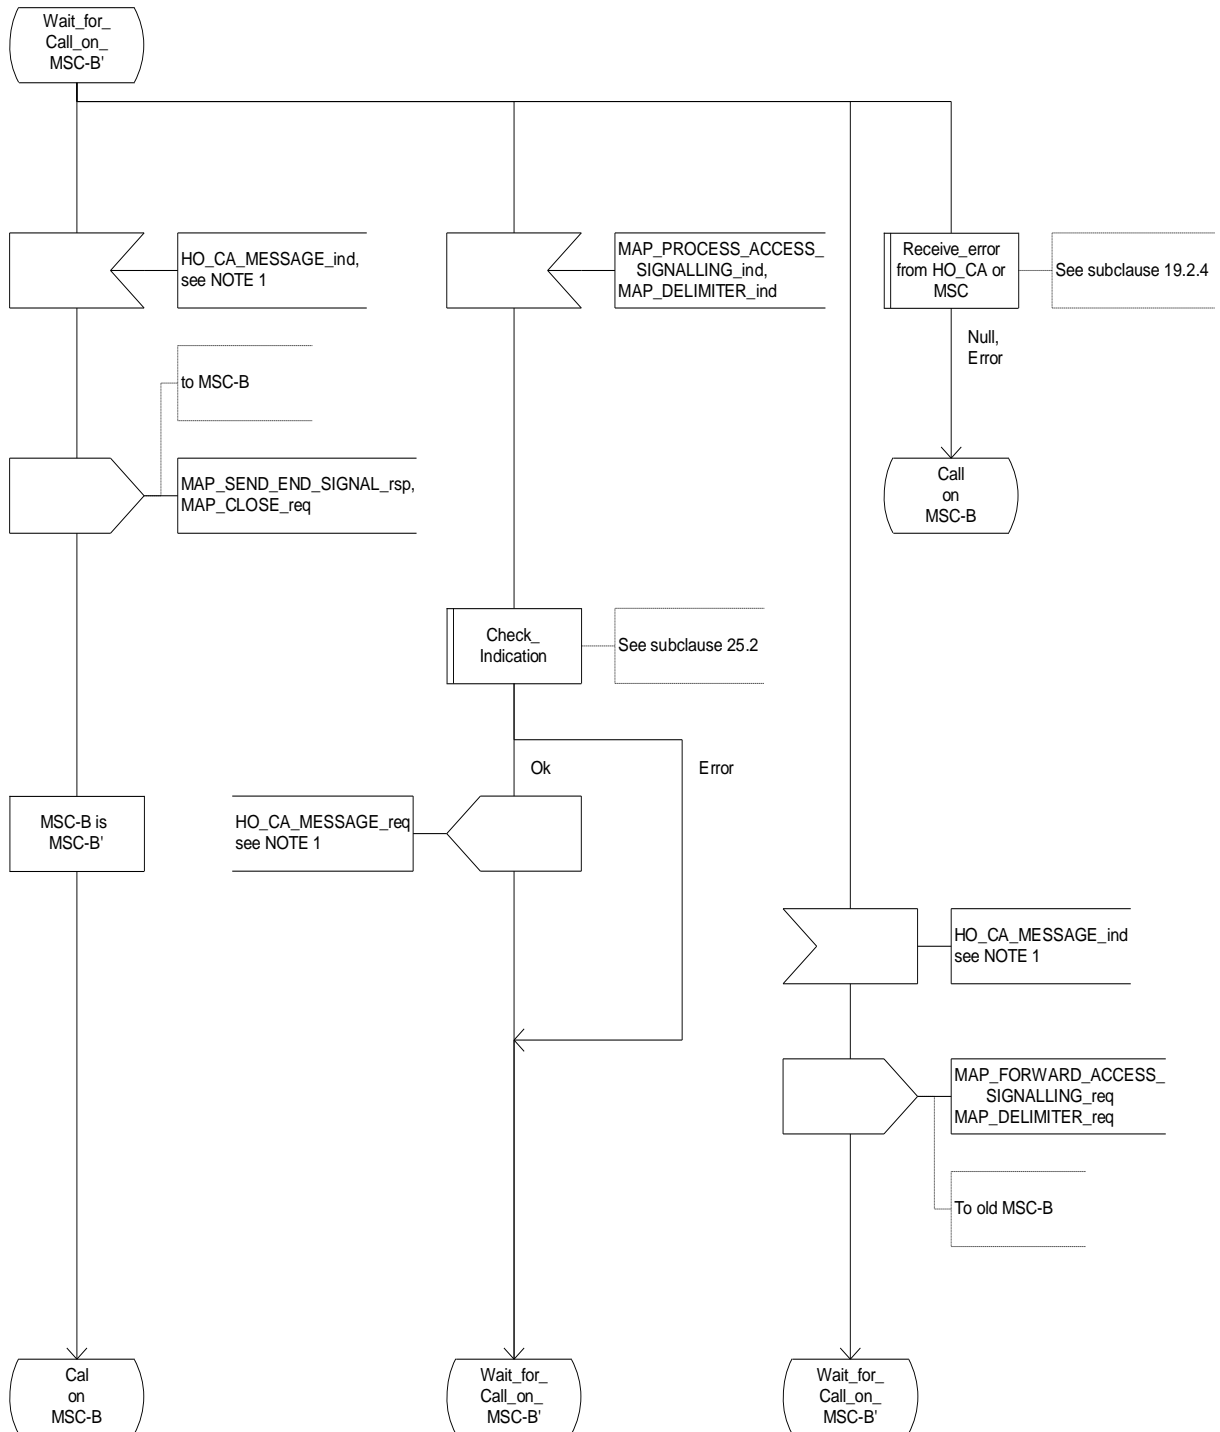 Wait_for_
Call_on_
MSC-B'
HO_CA_MESSAGE_ind,
see NOTE 1
MAP_PROCESS_ACCESS_
SIGNALLING_ind,
MAP_DELIMITER_ind
Receive_error
from HO_CA or
MSC
See subclause 19.2.4
Null,
Error
to MSC-B
MAP_SEND_END_SIGNAL_rsp,
MAP_CLOSE_req
Call
on
MSC-B
Check_
Indication
See subclause 25.2
Ok
Error
MSC-B is
MSC-B'
HO_CA_MESSAGE_req
see NOTE 1
HO_CA_MESSAGE_ind
see NOTE 1
MAP_FORWARD_ACCESS_
SIGNALLING_req
MAP_DELIMITER_req
To old MSC-B
Cal
on
MSC-B
Wait_for_
Call_on_
MSC-B'
Wait_for_
Call_on_
MSC-B'